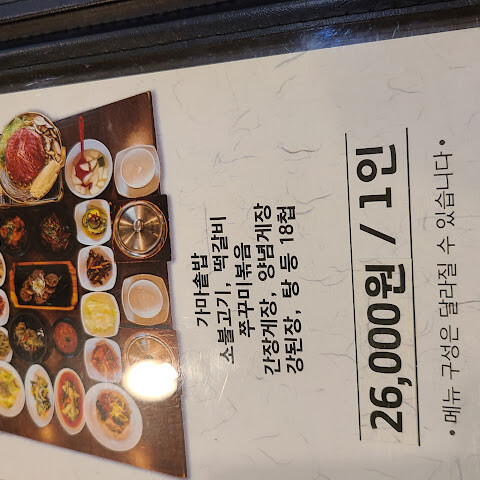 가마솥밥
소불고기, 떡갈비
쭈꾸미볶음
간장게장, 양념게장
강된장, 탕 등 18첩
26,000원 / 1인
• 메뉴 구성은 달라질 수 있습니다 •